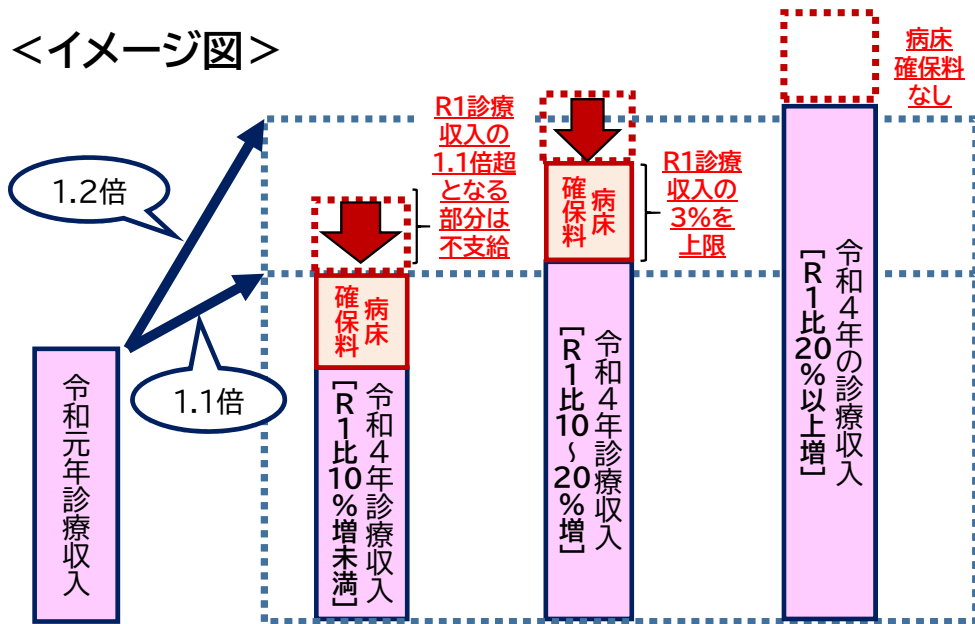 ＜イメージ図＞
1.2倍
1.1倍
令和元年診療収入
R1診療
収入の
1.1倍超
となる
部分は
不支給
病床
確保料
令和４年診療収入
［R１比10％増未満］
病床
確保料
R1診療
収入の
3％を
上限
令和４年診療収入
［R１比10～20％増］
病床
確保料
なし
令和４年の診療収入
［R１比20％以上増］